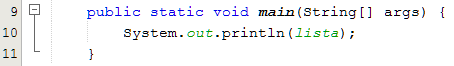 9 public static void main(String[] args) {
10 System.out.println(lista);
11 }